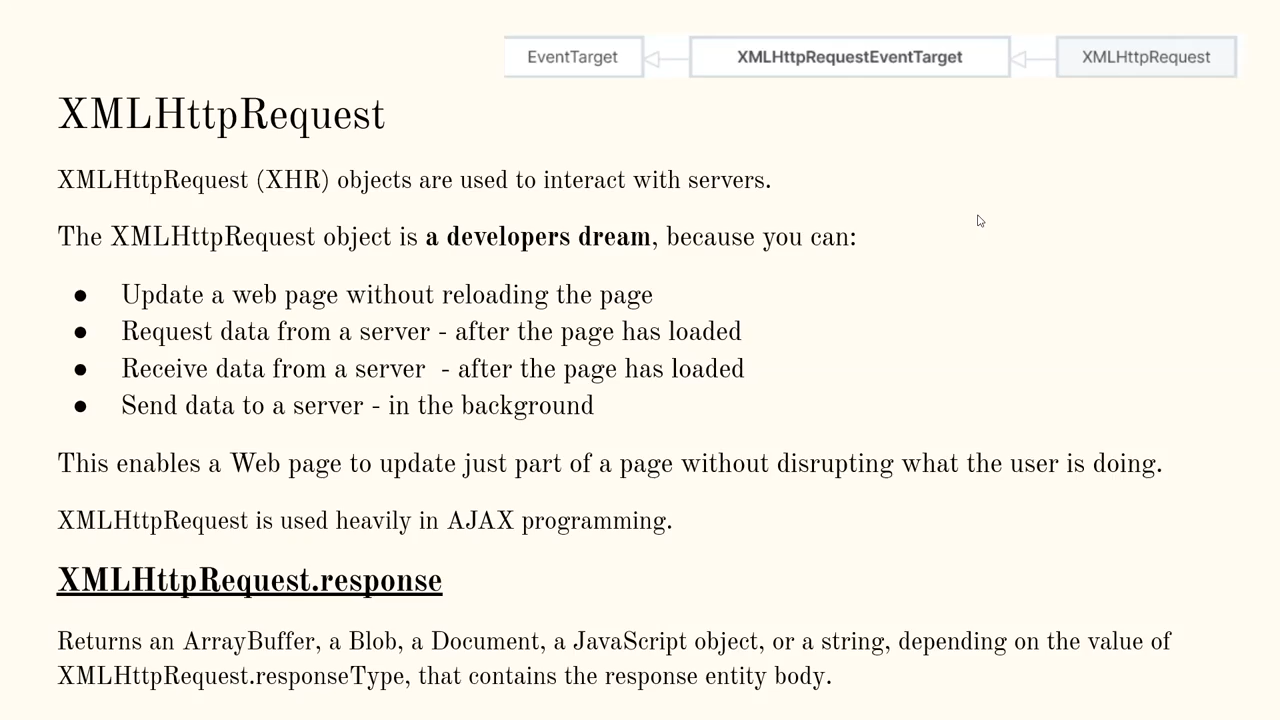 EventTarget XMLHttpRequestEventTarget XMLHttpRequest
XMLHttpRequest
XMLHttpRequest (XHR) objects are used to interact with servers.
The XMLHttpRequest object is a developers dream, because you can:
● Update a web page without reloading the page
● Request data from a server - after the page has loaded
● Receive data from a server  - after the page has loaded
● Send data to a server - in the background
This enables a Web page to update just part of a page without disrupting what the user is doing.
XMLHttpRequest is used heavily in AJAX programming.
XMLHttpRequest.response
Returns an ArrayBuffer, a Blob, a Document, a JavaScript object, or a string, depending on the value of
XMLHttpRequest.responseType, that contains the response entity body.